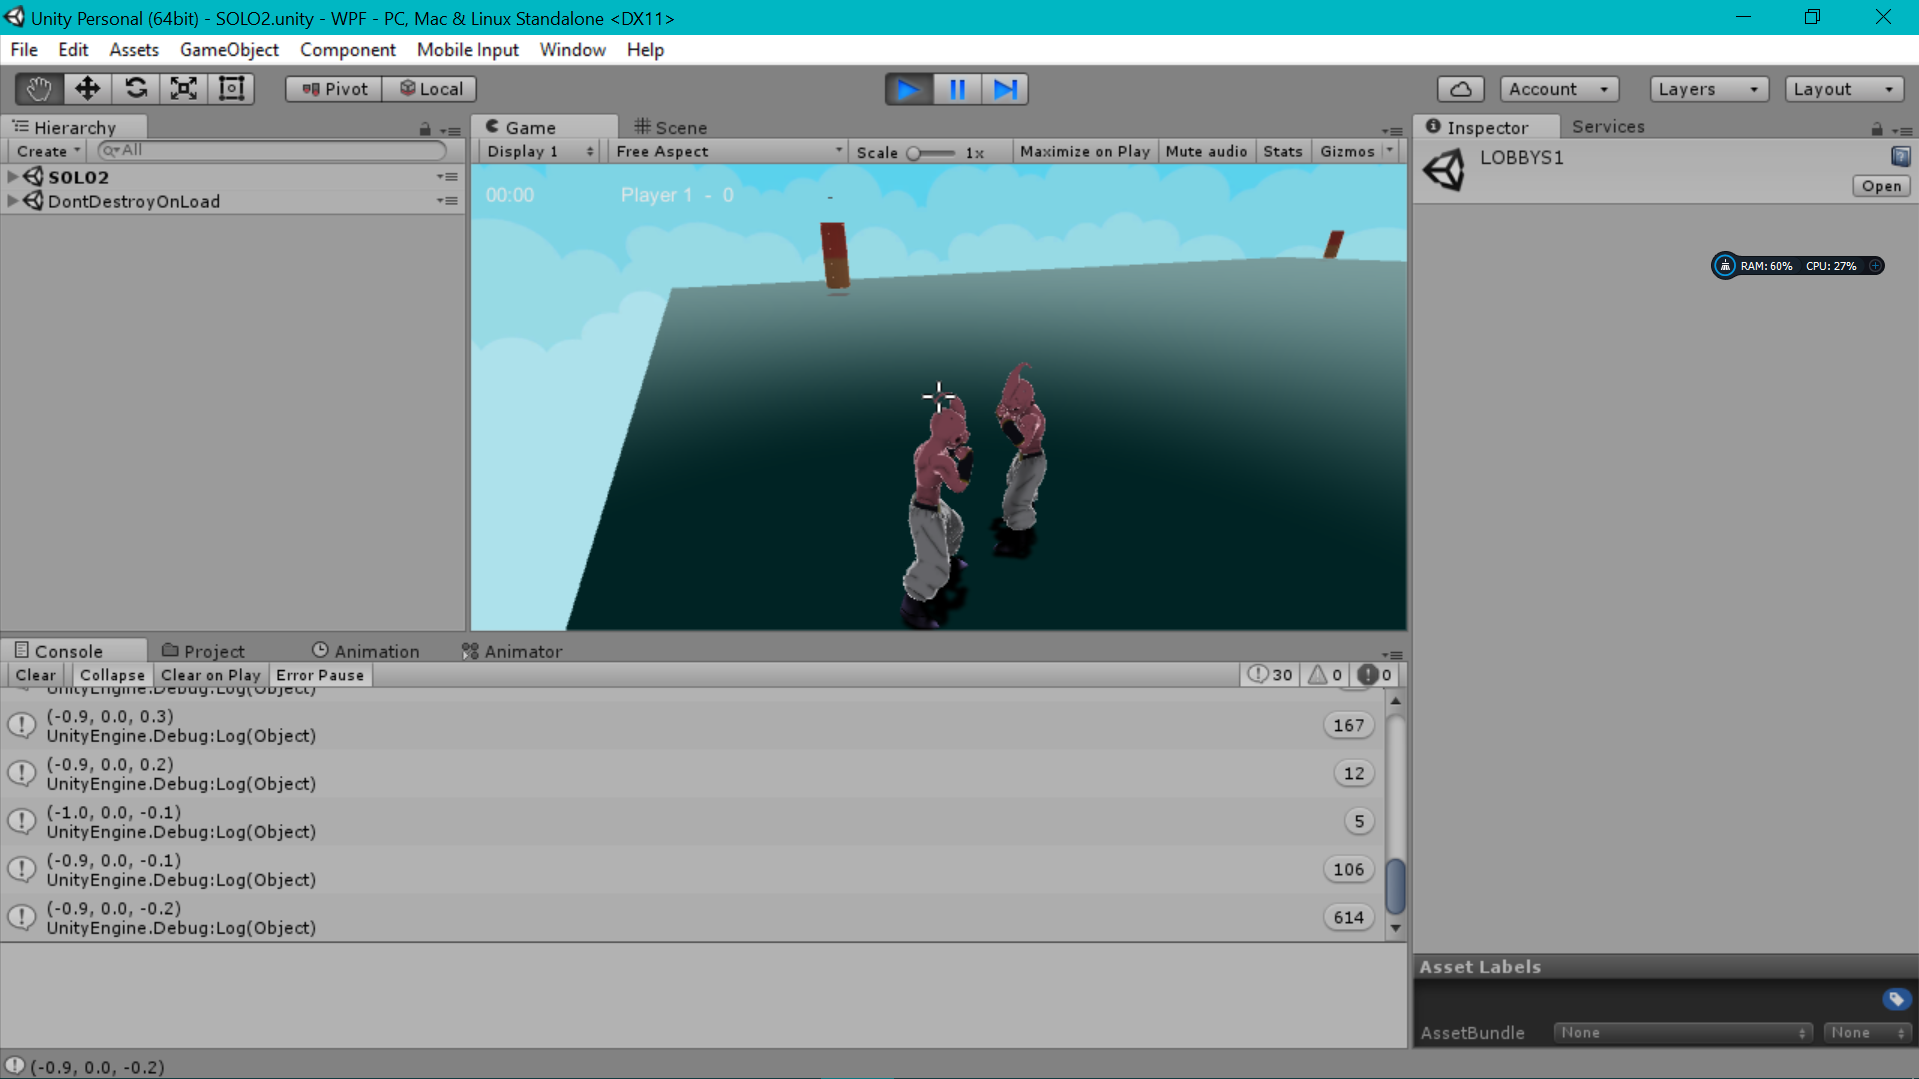 Unity Personal (64bit) - SOLO2.unity - WPF - PC, Mac & Linux Standalone <DX11>
File Edit Assets GameObject Component Mobile Input Window Help
Pivot Local Account Layers Layout
Hierarchy
Create All
SOLO2
DontDestroyOnLoad
Game Scene
Display 1 Free Aspect Scale 1x Maximize on Play Mute audio Stats Gizmos
00:00 Player 1 - 0
-
Inspector Services
LOBBYS1
Open
RAM: 60% CPU: 27%
Console Project Animation Animator
Clear Collapse Clear on Play Error Pause 30 0 0
UnityEngine.Debug:Log(Object)
(-0.9, 0.0, 0.3)
UnityEngine.Debug:Log(Object) 167
(-0.9, 0.0, 0.2)
UnityEngine.Debug:Log(Object) 12
(-1.0, 0.0, -0.1)
UnityEngine.Debug:Log(Object) 5
(-0.9, 0.0, -0.1)
UnityEngine.Debug:Log(Object) 106
(-0.9, 0.0, -0.2)
UnityEngine.Debug:Log(Object) 614
Asset Labels
AssetBundle None None
(-0.9, 0.0, -0.2)